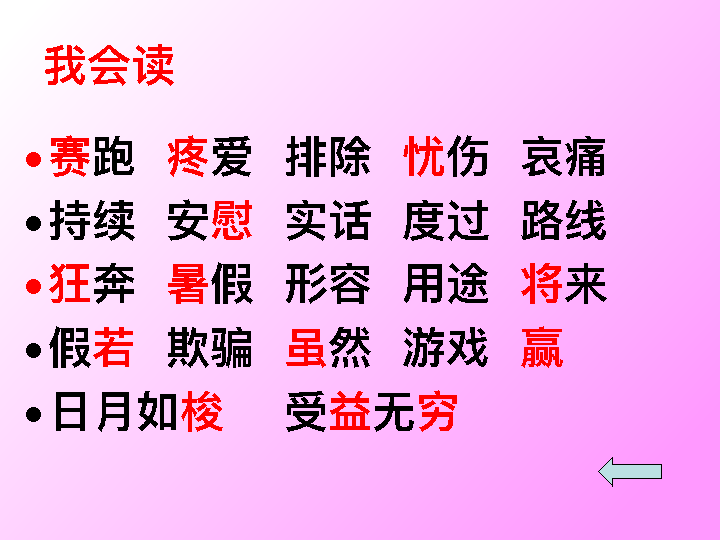 我会读
•赛跑 疼爱 排除 忧伤 哀痛
•持续 安慰 实话 度过 路线
•狂奔 暑假 形容 用途 将来
•假若 欺骗 虽然 游戏 赢
•日月如梭 受益无穷